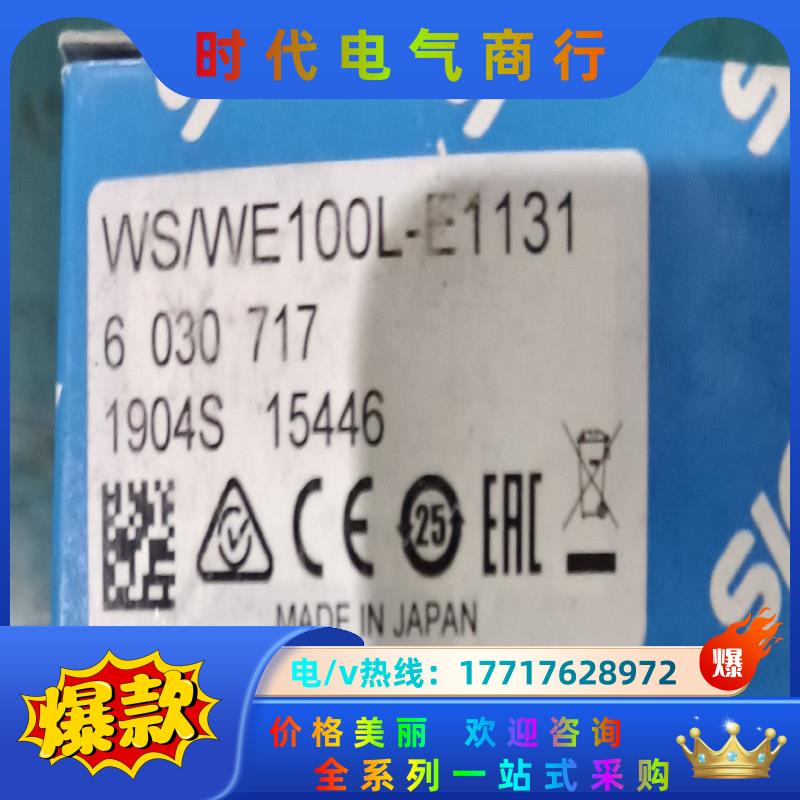 时代电气商行
WS/WE100L-E1131
6 030 717
1904S 15446
CE 25 EAC
MADE IN JAPAN
SIC
电/v热线：17717628972
爆
爆款
价格美丽 欢迎咨询
全系列一站式采购